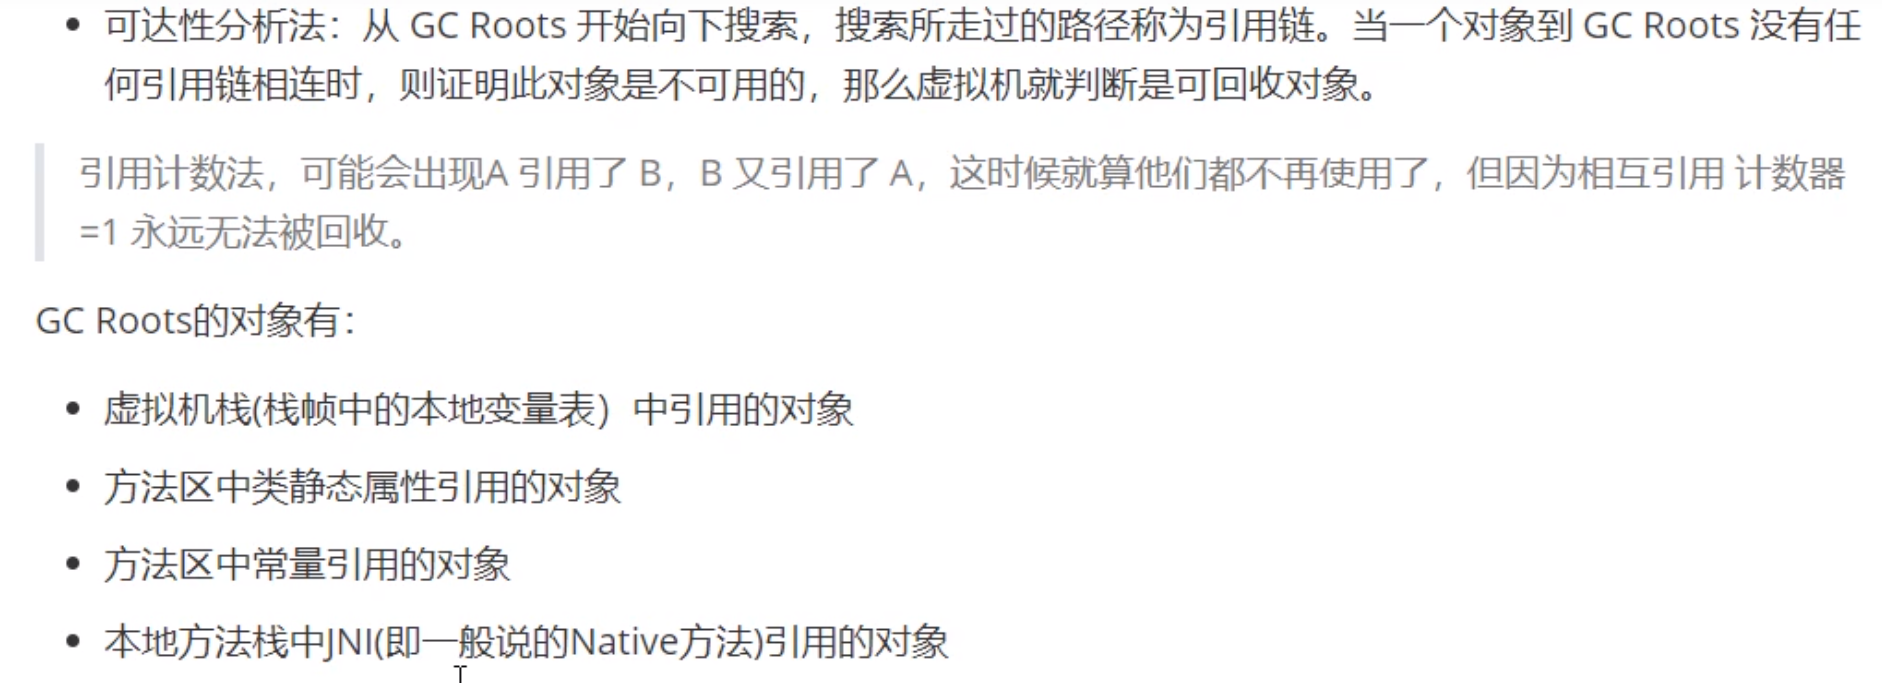 • 可达性分析法：从 GC Roots 开始向下搜索，搜索所走过的路径称为引用链。当一个对象到 GC Roots 没有任
何引用链相连时，则证明此对象是不可用的，那么虚拟机就判断是可回收对象。
引用计数法，可能会出现A 引用了 B，B 又引用了 A，这时候就算他们都不再使用了，但因为相互引用 计数器
=1 永远无法被回收。
GC Roots的对象有：
• 虚拟机栈(栈帧中的本地变量表）中引用的对象
• 方法区中类静态属性引用的对象
• 方法区中常量引用的对象
• 本地方法栈中JNI(即一般说的Native方法)引用的对象